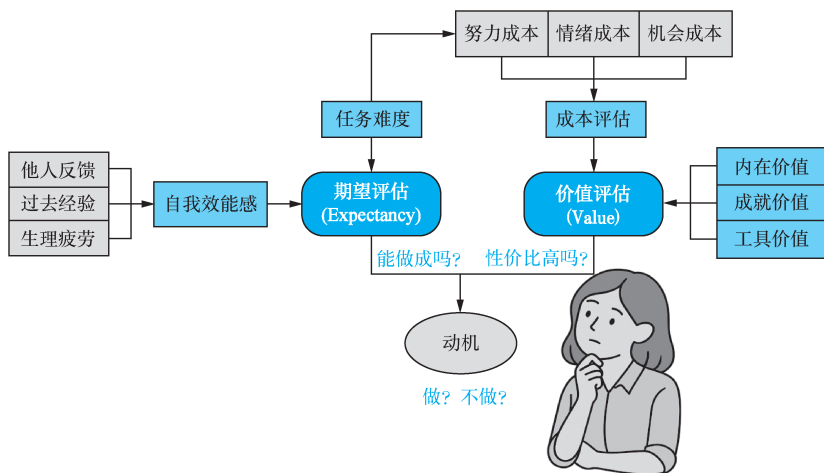 努力成本 情绪成本 机会成本
任务难度 成本评估
他人反馈
过去经验
生理疲劳
自我效能感
期望评估
(Expectancy)
价值评估
(Value)
内在价值
成就价值
工具价值
能做成吗? 性价比高吗?
动机
做? 不做?